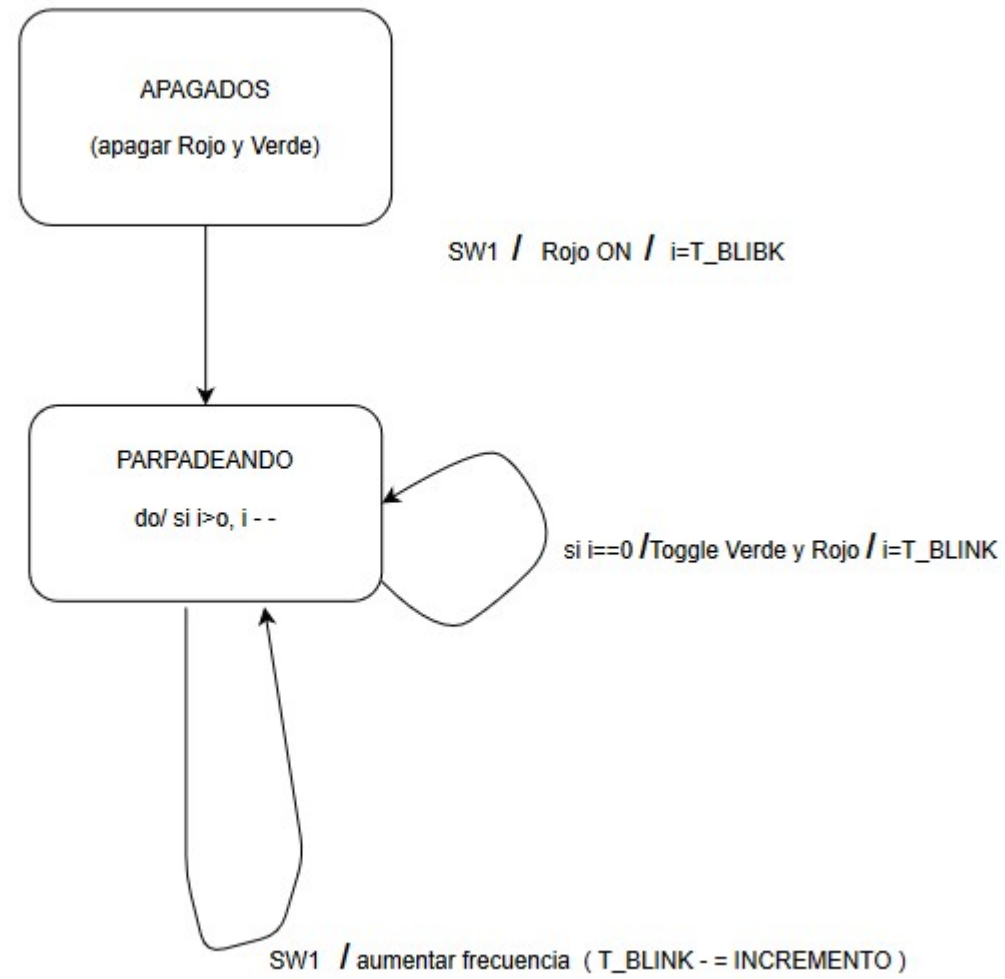 APAGADOS
(apagar Rojo y Verde)
SW1 / Rojo ON / i=T_BLIBK
PARPADEANDO
do/ si i>o, i - -
si i==0 /Toggle Verde y Rojo / i=T_BLINK
SW1 / aumentar frecuencia ( T_BLINK - = INCREMENTO )